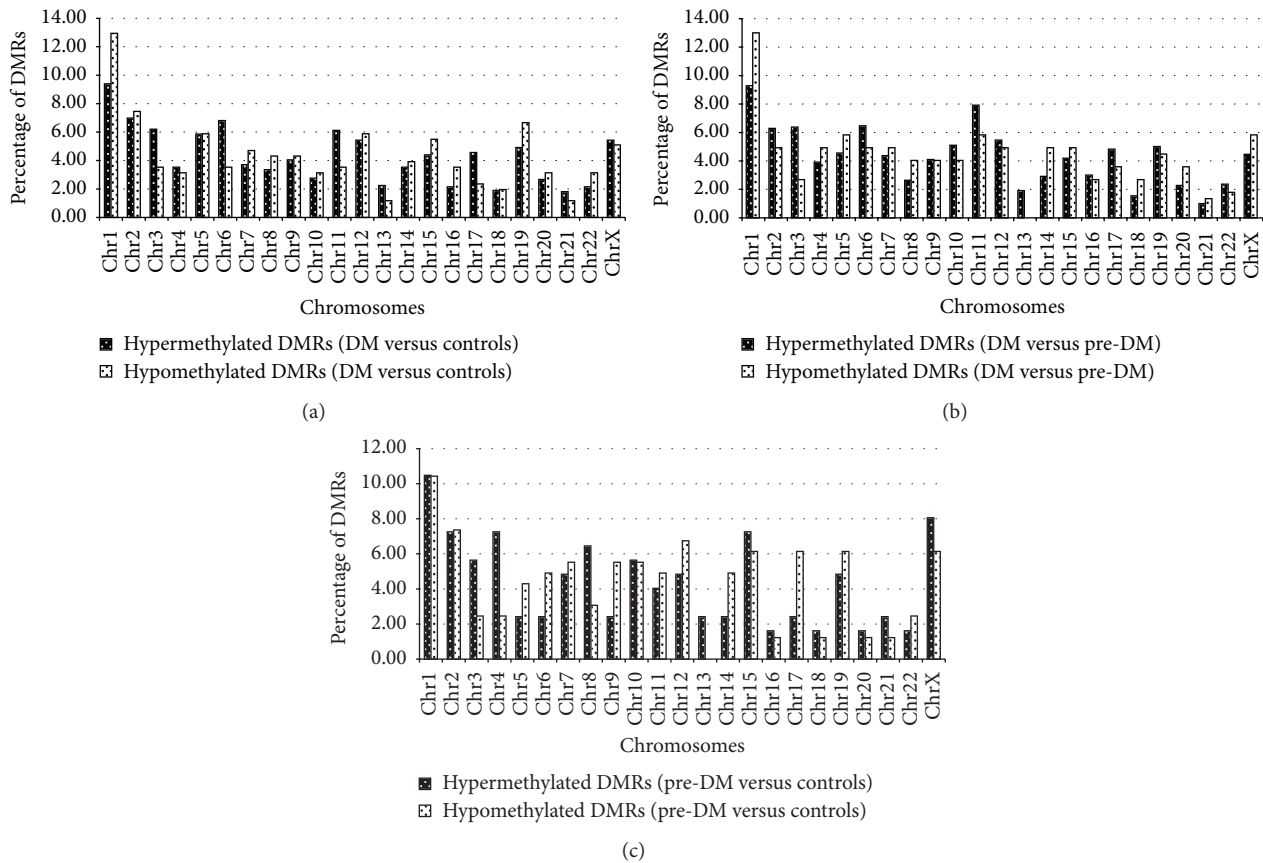 14.00
12.00
10.00
8.00
6.00
4.00
2.00
0.00
Percentage of DMRs
Chr1
Chr2
Chr3
Chr4
Chr5
Chr6
Chr7
Chr8
Chr9
Chr10
Chr11
Chr12
Chr13
Chr14
Chr15
Chr16
Chr17
Chr18
Chr19
Chr20
Chr21
Chr22
ChrX
Chromosomes
Hypermethylated DMRs (DM versus controls)
Hypomethylated DMRs (DM versus controls)
(a)
14.00
12.00
10.00
8.00
6.00
4.00
2.00
0.00
Percentage of DMRs
Chr1
Chr2
Chr3
Chr4
Chr5
Chr6
Chr7
Chr8
Chr9
Chr10
Chr11
Chr12
Chr13
Chr14
Chr15
Chr16
Chr17
Chr18
Chr19
Chr20
Chr21
Chr22
ChrX
Chromosomes
Hypermethylated DMRs (DM versus pre-DM)
Hypomethylated DMRs (DM versus pre-DM)
(b)
12.00
10.00
8.00
6.00
4.00
2.00
0.00
Percentage of DMRs
Chr1
Chr2
Chr3
Chr4
Chr5
Chr6
Chr7
Chr8
Chr9
Chr10
Chr11
Chr12
Chr13
Chr14
Chr15
Chr16
Chr17
Chr18
Chr19
Chr20
Chr21
Chr22
ChrX
Chromosomes
Hypermethylated DMRs (pre-DM versus controls)
Hypomethylated DMRs (pre-DM versus controls)
(c)